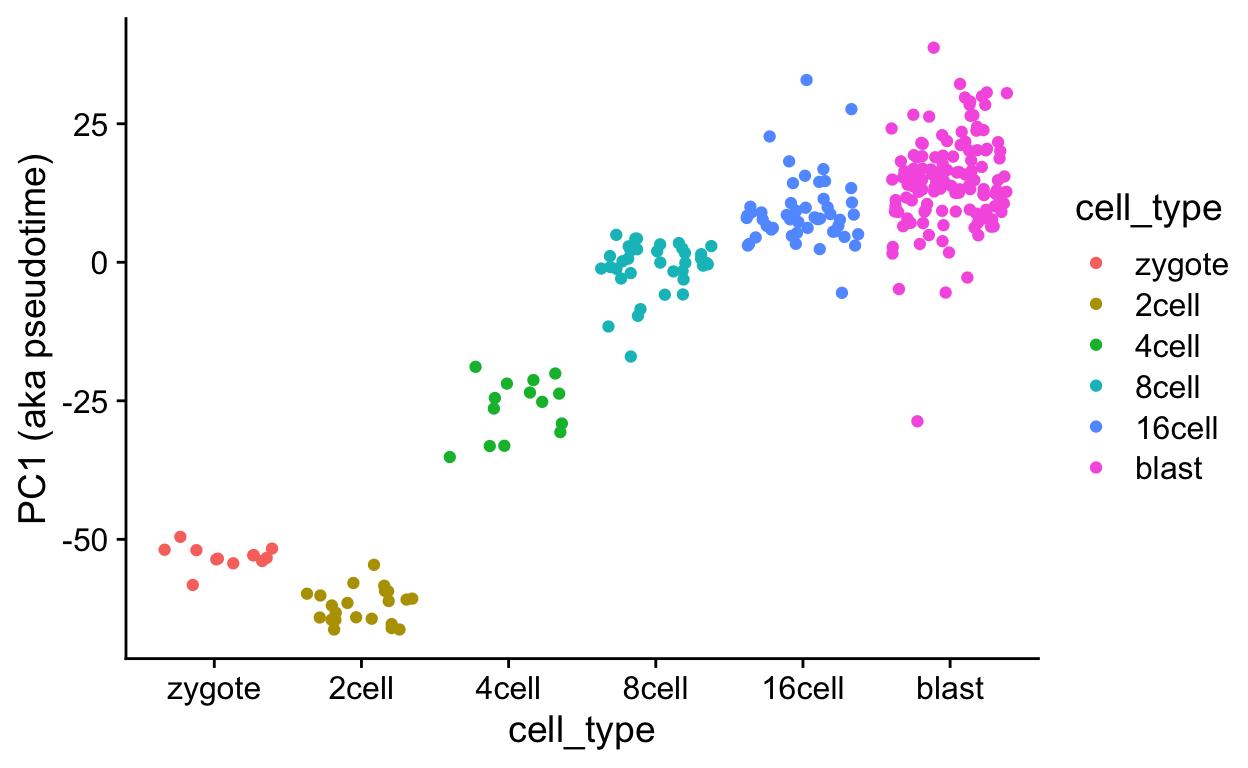 PC1 (aka pseudotime)
25
0
-25
-50
zygote 2cell 4cell 8cell 16cell blast
cell_type
cell_type
zygote
2cell
4cell
8cell
16cell
blast